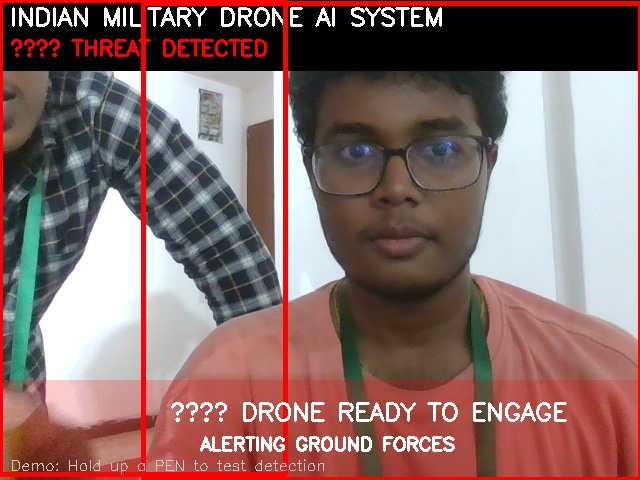 INDIAN MILITARY DRONE AI SYSTEM
???? THREAT DETECTED
???? DRONE READY TO ENGAGE
ALERTING GROUND FORCES
Demo: Hold up a PEN to test detection